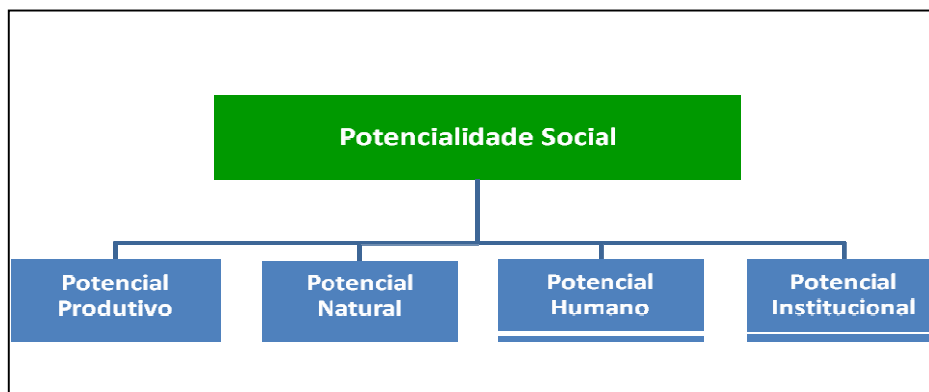 Potencialidade Social
Potencial
Produtivo
Potencial
Natural
Potencial
Humano
Potencial
Institucional